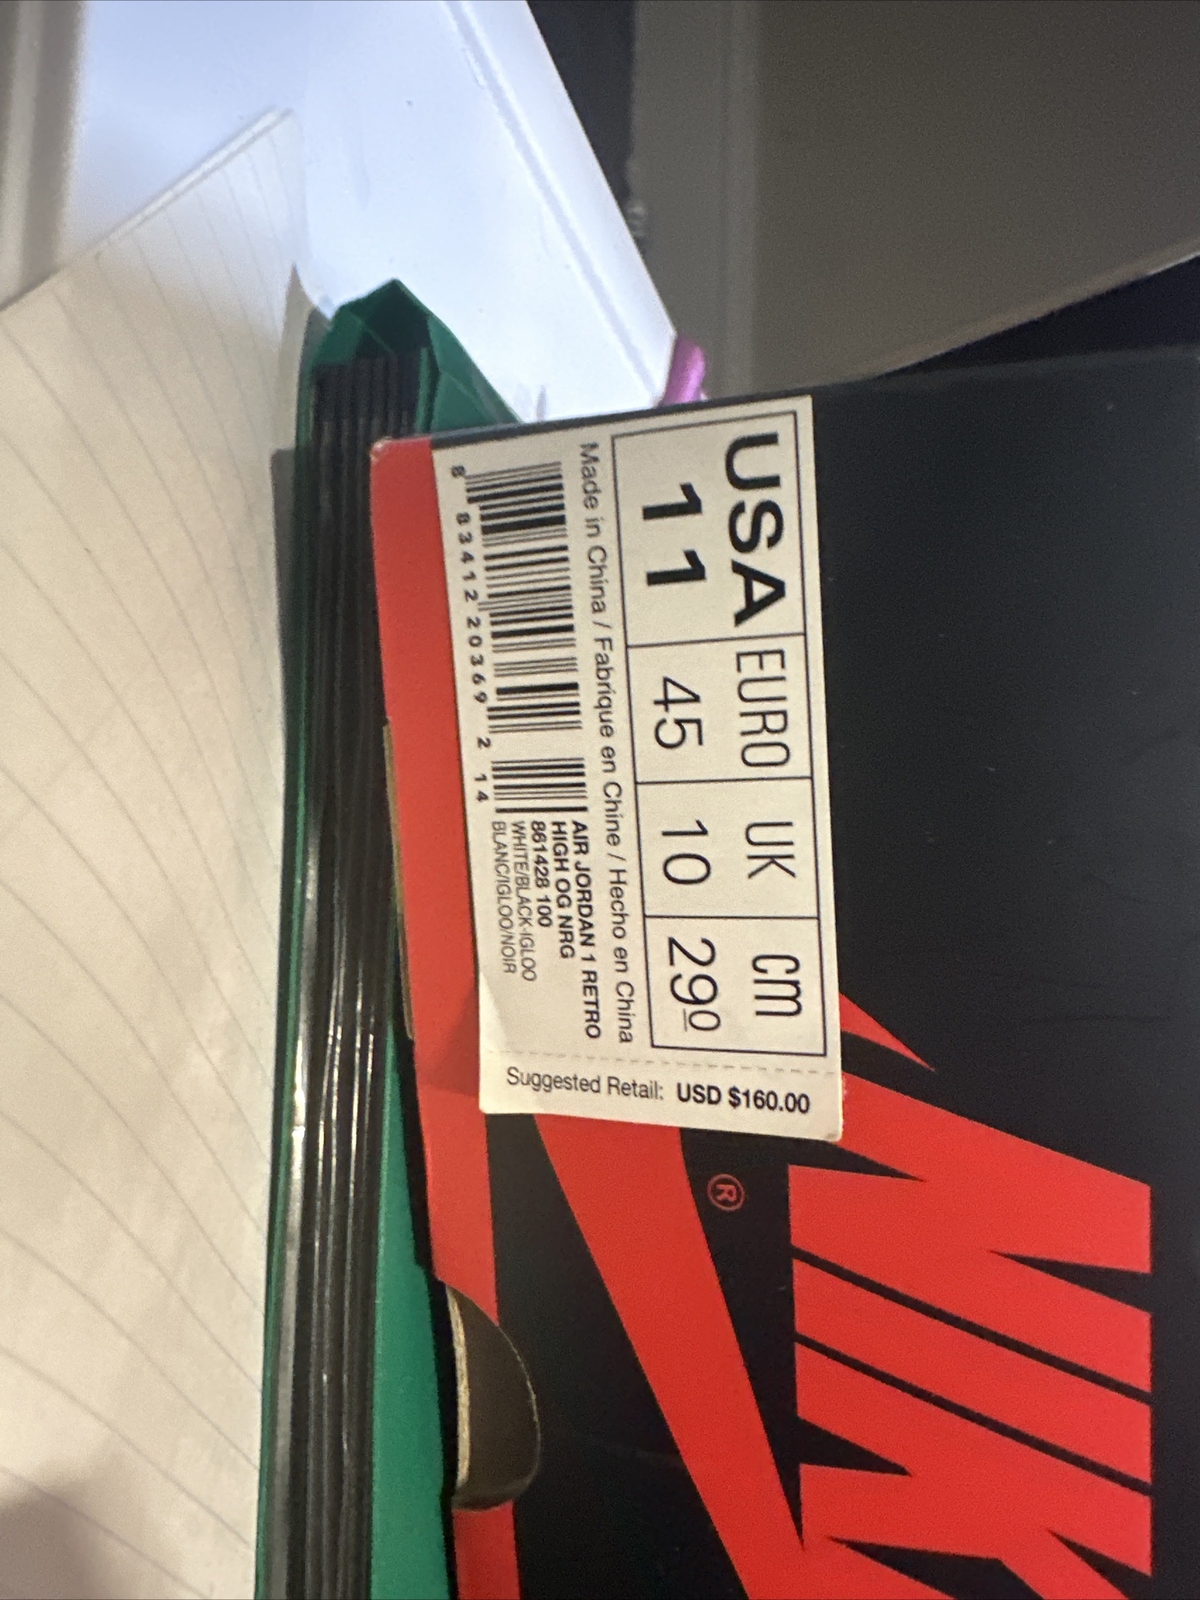 USA EURO UK cm
11 45 10 29⁰
Made in China / Fabrique en Chine / Hecho en China
8 83412 20369 2 14
AIR JORDAN 1 RETRO
HIGH OG NRG
861428 100
WHITE/BLACK-IGLOO
BLANC/IGLOO/NOIR
Suggested Retail: USD $160.00
®